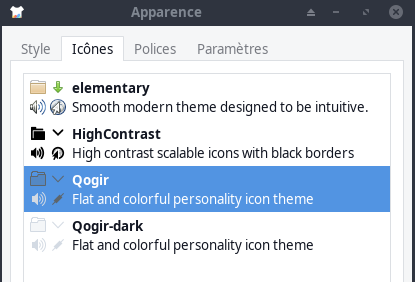 Apparence
Style Icônes Polices Paramètres
elementary
Smooth modern theme designed to be intuitive.
HighContrast
High contrast scalable icons with black borders
Qogir
Flat and colorful personality icon theme
Qogir-dark
Flat and colorful personality icon theme